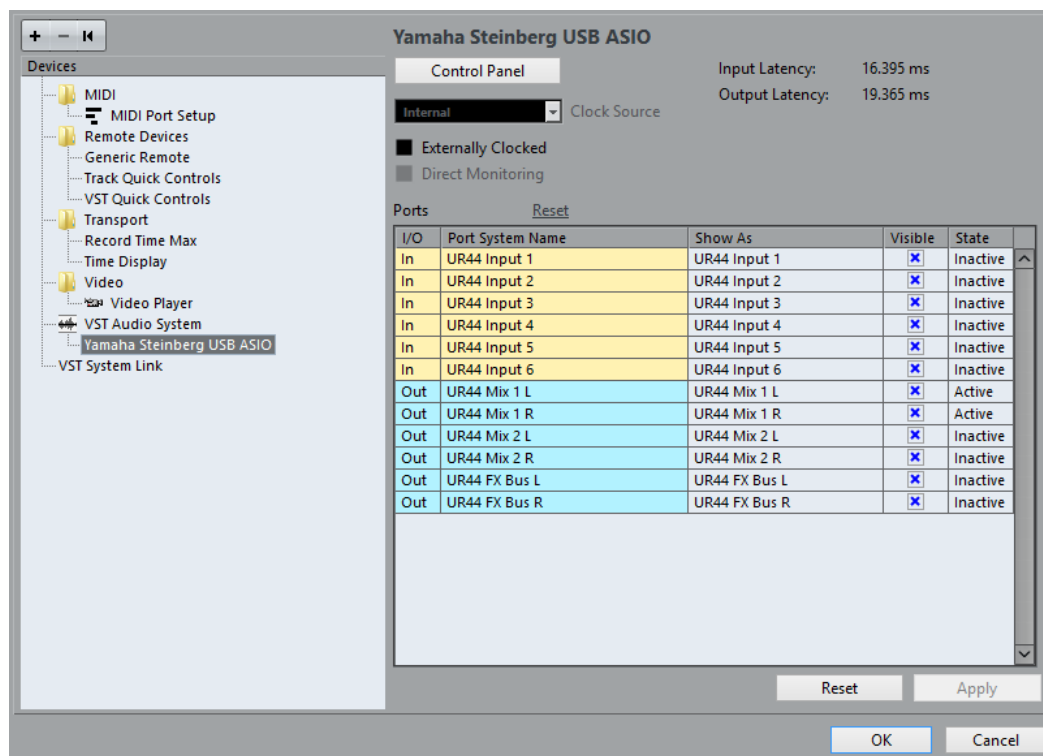 Devices
MIDI
MIDI Port Setup
Remote Devices
Generic Remote
Track Quick Controls
VST Quick Controls
Transport
Record Time Max
Time Display
Video
Video Player
VST Audio System
Yamaha Steinberg USB ASIO
VST System Link
Yamaha Steinberg USB ASIO
Control Panel
Input Latency: 16.395 ms
Output Latency: 19.365 ms
Internal Clock Source
Externally Clocked
Direct Monitoring
Ports Reset
I/O Port System Name Show As Visible State
In UR44 Input 1 UR44 Input 1 Inactive
In UR44 Input 2 UR44 Input 2 Inactive
In UR44 Input 3 UR44 Input 3 Inactive
In UR44 Input 4 UR44 Input 4 Inactive
In UR44 Input 5 UR44 Input 5 Inactive
In UR44 Input 6 UR44 Input 6 Inactive
Out UR44 Mix 1 L UR44 Mix 1 L Active
Out UR44 Mix 1 R UR44 Mix 1 R Active
Out UR44 Mix 2 L UR44 Mix 2 L Inactive
Out UR44 Mix 2 R UR44 Mix 2 R Inactive
Out UR44 FX Bus L UR44 FX Bus L Inactive
Out UR44 FX Bus R UR44 FX Bus R Inactive
Reset Apply
OK Cancel